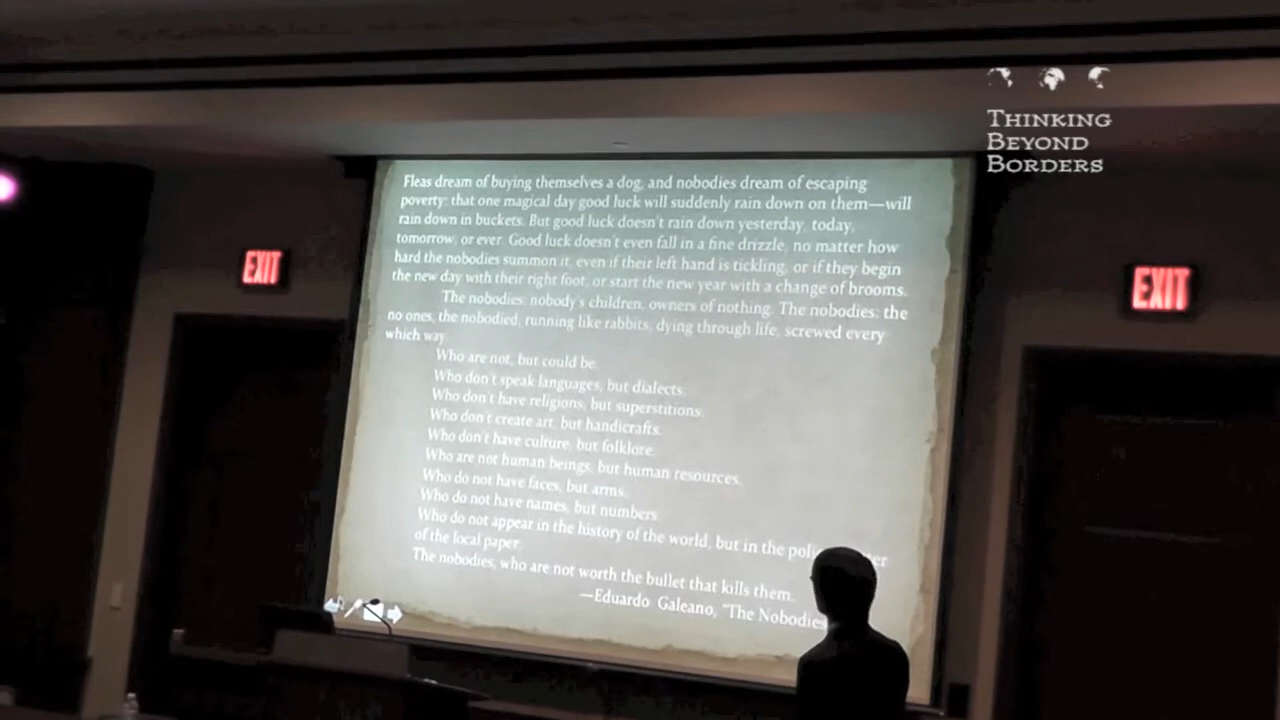 THINKING
BEYOND
BORDERS
EXIT
EXIT
Fleas dream of buying themselves a dog, and nobodies dream of escaping
poverty: that one magical day good luck will suddenly rain down on them—will
rain down in buckets. But good luck doesn't rain down yesterday, today,
tomorrow, or ever. Good luck doesn't even fall in a fine drizzle, no matter how
hard the nobodies summon it, even if their left hand is tickling, or if they begin
the new day with their right foot, or start the new year with a change of brooms.
The nobodies: nobody's children, owners of nothing. The nobodies: the
no ones, the nobodied, running like rabbits, dying through life, screwed every
which way.
Who are not, but could be.
Who don't speak languages, but dialects.
Who don't have religions, but superstitions.
Who don't create art, but handicrafts.
Who don't have culture, but folklore.
Who are not human beings, but human resources.
Who do not have faces, but arms.
Who do not have names, but numbers.
Who do not appear in the history of the world, but in the
of the local paper.
The nobodies, who are not worth the bullet that kills them.
—Eduardo Galeano, "The Nobodies